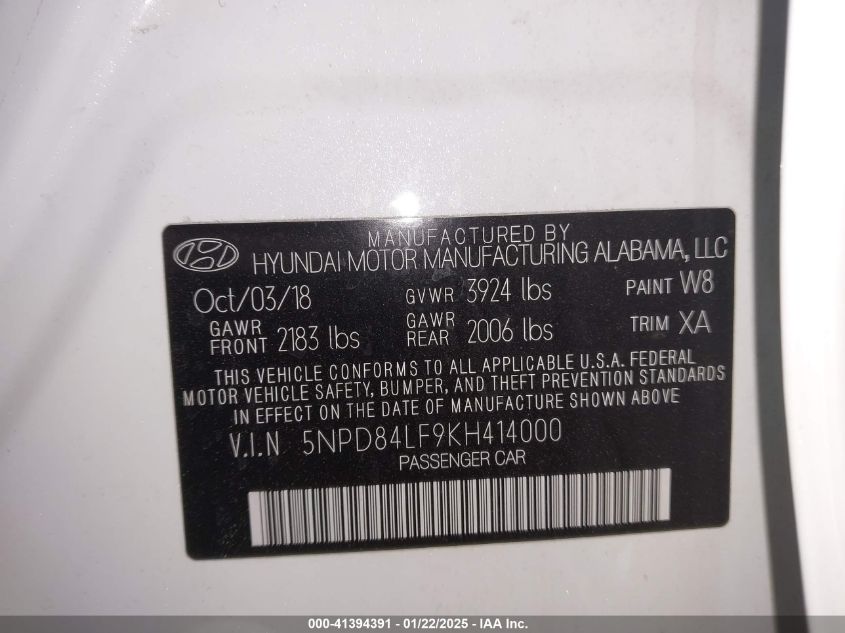 MANUFACTURED BY
HYUNDAI MOTOR MANUFACTURING ALABAMA, LLC
Oct/03/18 GVWR 3924 lbs PAINT W8
GAWR FRONT 2183 lbs GAWR REAR 2006 lbs TRIM XA
THIS VEHICLE CONFORMS TO ALL APPLICABLE U.S.A. FEDERAL
MOTOR VEHICLE SAFETY, BUMPER, AND THEFT PREVENTION STANDARDS
IN EFFECT ON THE DATE OF MANUFACTURE SHOWN ABOVE
V.I.N 5NPD84LF9KH414000
PASSENGER CAR
000-41394391 - 01/22/2025 - IAA Inc.